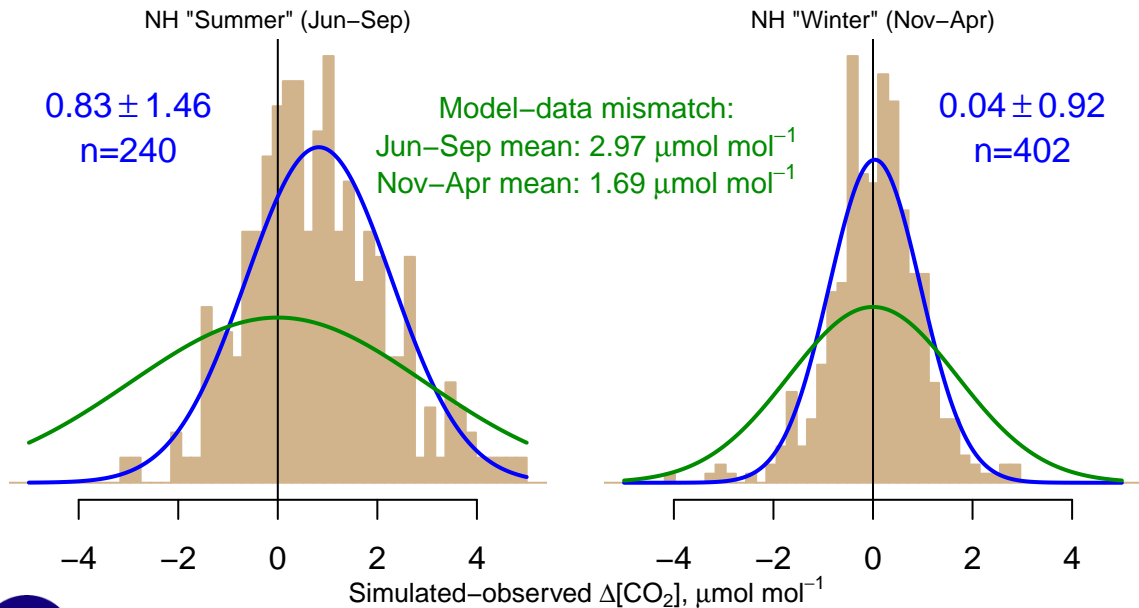 NH "Summer" (Jun−Sep)
0.83 ± 1.46
n=240
Model−data mismatch:
Jun−Sep mean: 2.97 μmol mol⁻¹
Nov−Apr mean: 1.69 μmol mol⁻¹
NH "Winter" (Nov−Apr)
0.04 ± 0.92
n=402
−4 −2 0 2 4
−4 −2 0 2 4
Simulated−observed Δ[CO₂], μmol mol⁻¹